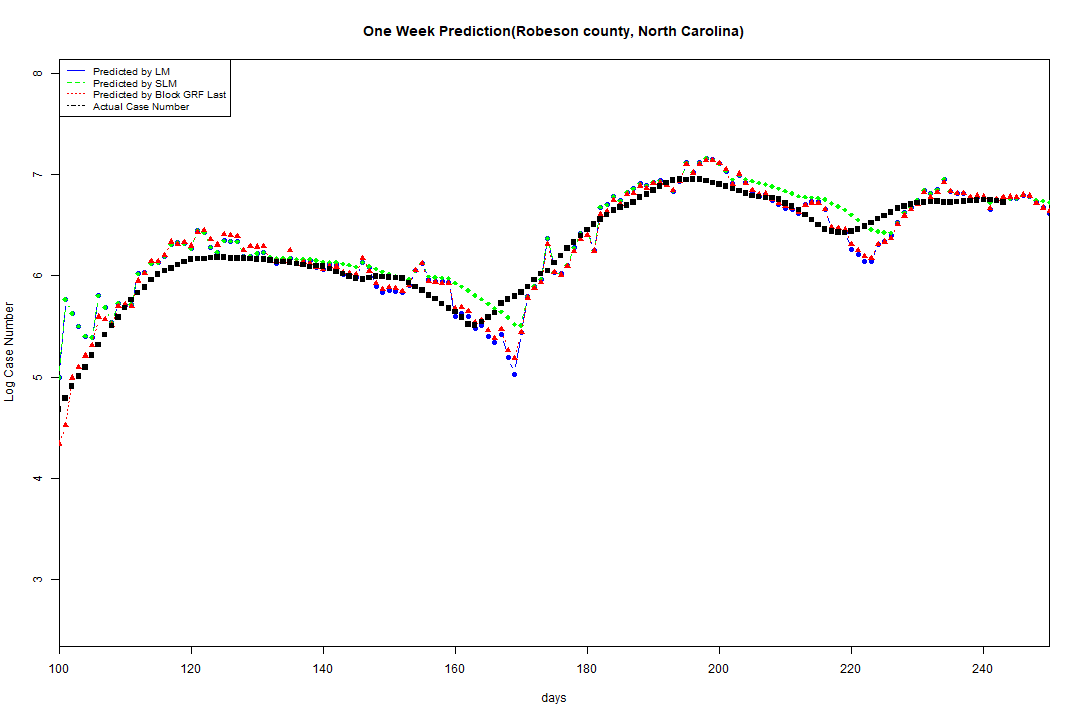 One Week Prediction(Robeson county, North Carolina)
Predicted by LM
Predicted by SLM
Predicted by Block GRF Last
Actual Case Number
8
7
6
5
4
3
Log Case Number
100 120 140 160 180 200 220 240
days